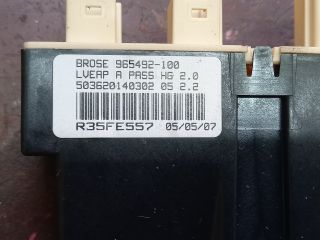 BROSE 965492-100
LVEAP A PASS HG 2.0
503620140302 05 2.2
R35FE557 05/05/07